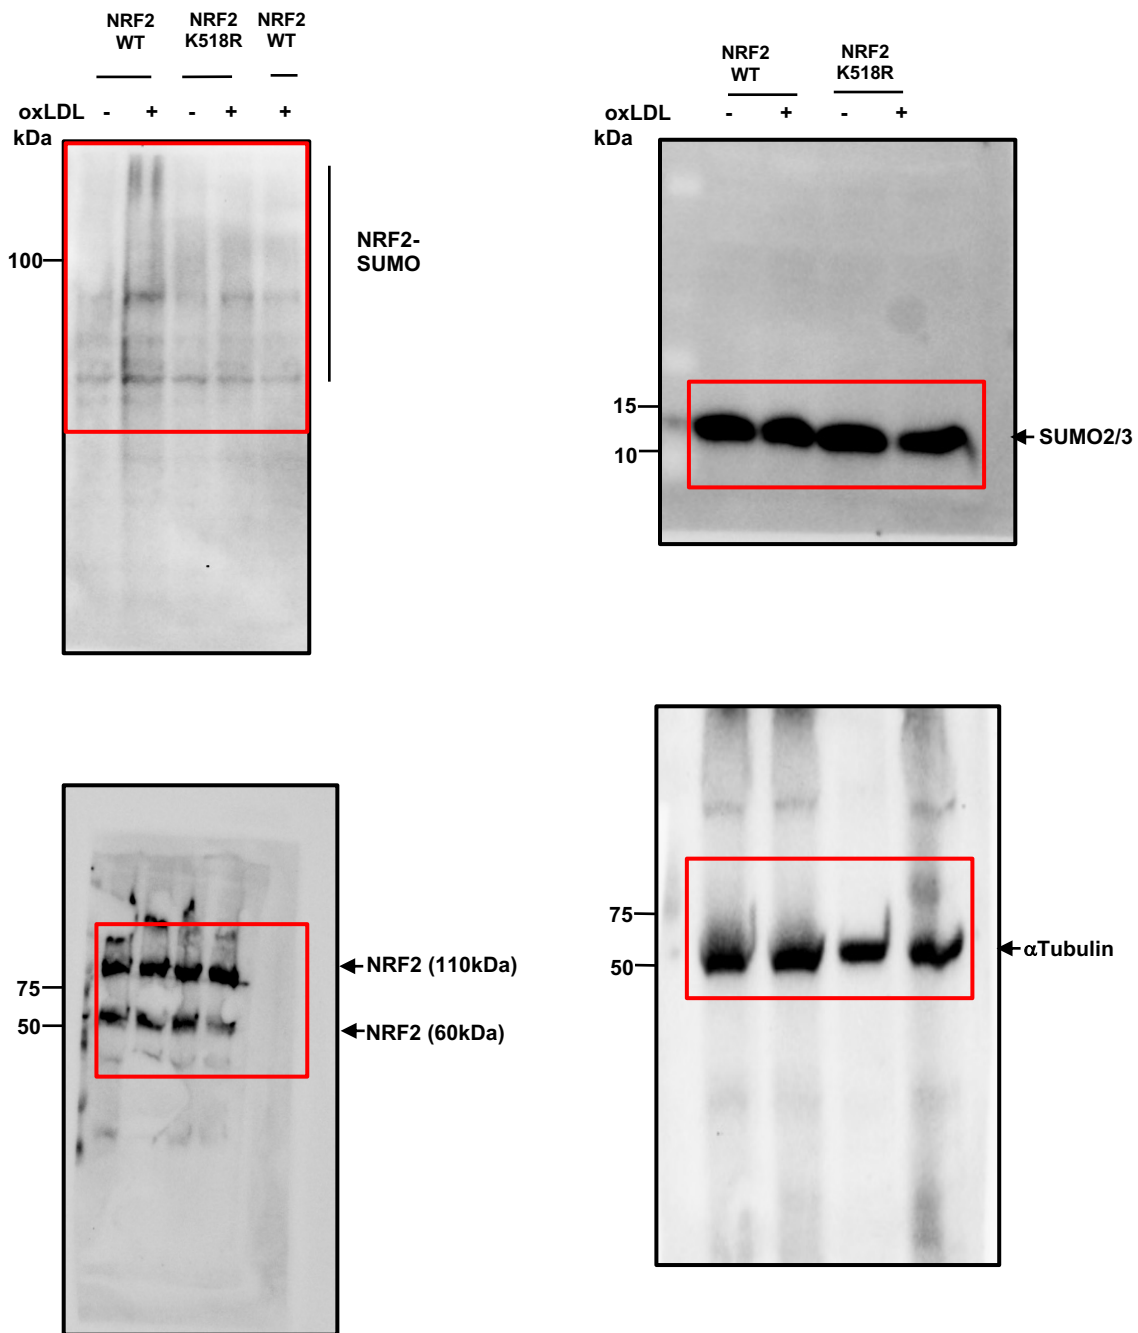 NRF2 WT
NRF2 K518R
NRF2 WT
oxLDL - + - + +
kDa
100
NRF2-
SUMO
NRF2 WT
NRF2 K518R
oxLDL - + - +
kDa
15
10
SUMO2/3
75
50
NRF2 (110kDa)
NRF2 (60kDa)
75
50
αTubulin